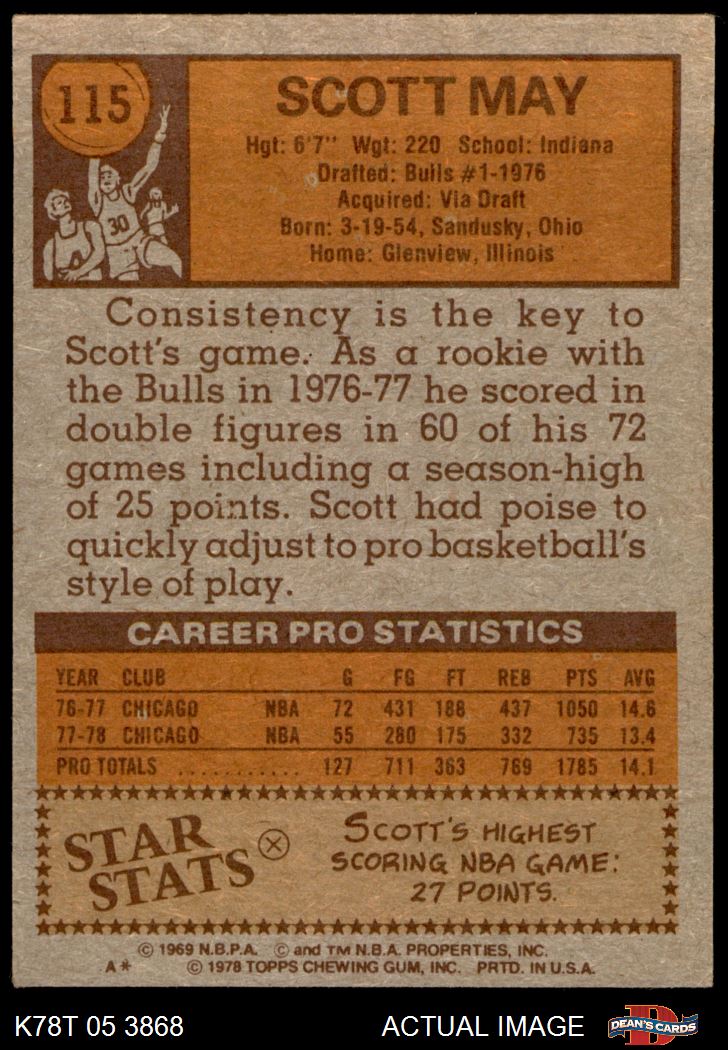 115
SCOTT MAY
Hgt: 6'7" Wgt: 220 School: Indiana
Drafted: Bulls #1-1976
Acquired: Via Draft
Born: 3-19-54, Sandusky, Ohio
Home: Glenview, Illinois
30
Consistency is the key to
Scott's game. As a rookie with
the Bulls in 1976-77 he scored in
double figures in 60 of his 72
games including a season-high
of 25 points. Scott had poise to
quickly adjust to pro basketball's
style of play.
CAREER PRO STATISTICS
YEAR CLUB G FG FT REB PTS AVG
76-77 CHICAGO NBA 72 431 188 437 1050 14.6
77-78 CHICAGO NBA 55 280 175 332 735 13.4
PRO TOTALS ........... 127 711 363 769 1785 14.1
STAR
STATS
SCOTT'S HIGHEST
SCORING NBA GAME:
27 POINTS.
© 1969 N.B.P.A. © and TM N.B.A. PROPERTIES, INC.
A* © 1978 TOPPS CHEWING GUM, INC. PRTD. IN U.S.A.
K78T 05 3868 ACTUAL IMAGE D DEAN'S CARDS